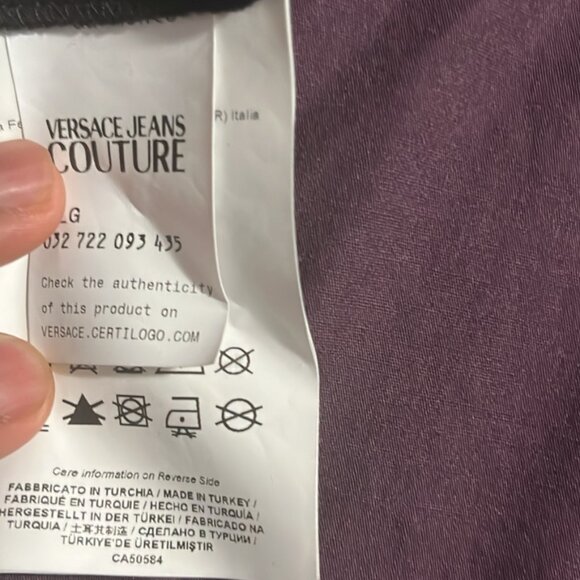 R) Italia
VERSACE JEANS
COUTURE
LG
032 722 093 435
Check the authenticity
of this product on
VERSACE.CERTILOGO.COM
Care information on Reverse Side
FABBRICATO IN TURCHIA / MADE IN TURKEY /
FABRIQUÉ EN TURQUIE / HECHO EN TURQUIA /
HERGESTELLT IN DER TÜRKEI / FABRICADO NA
TURQUIA / 土耳其制造 / СДЕЛАНО В ТУРЦИИ /
TÜRKİYE'DE ÜRETİLMİŞTİR
CA50584